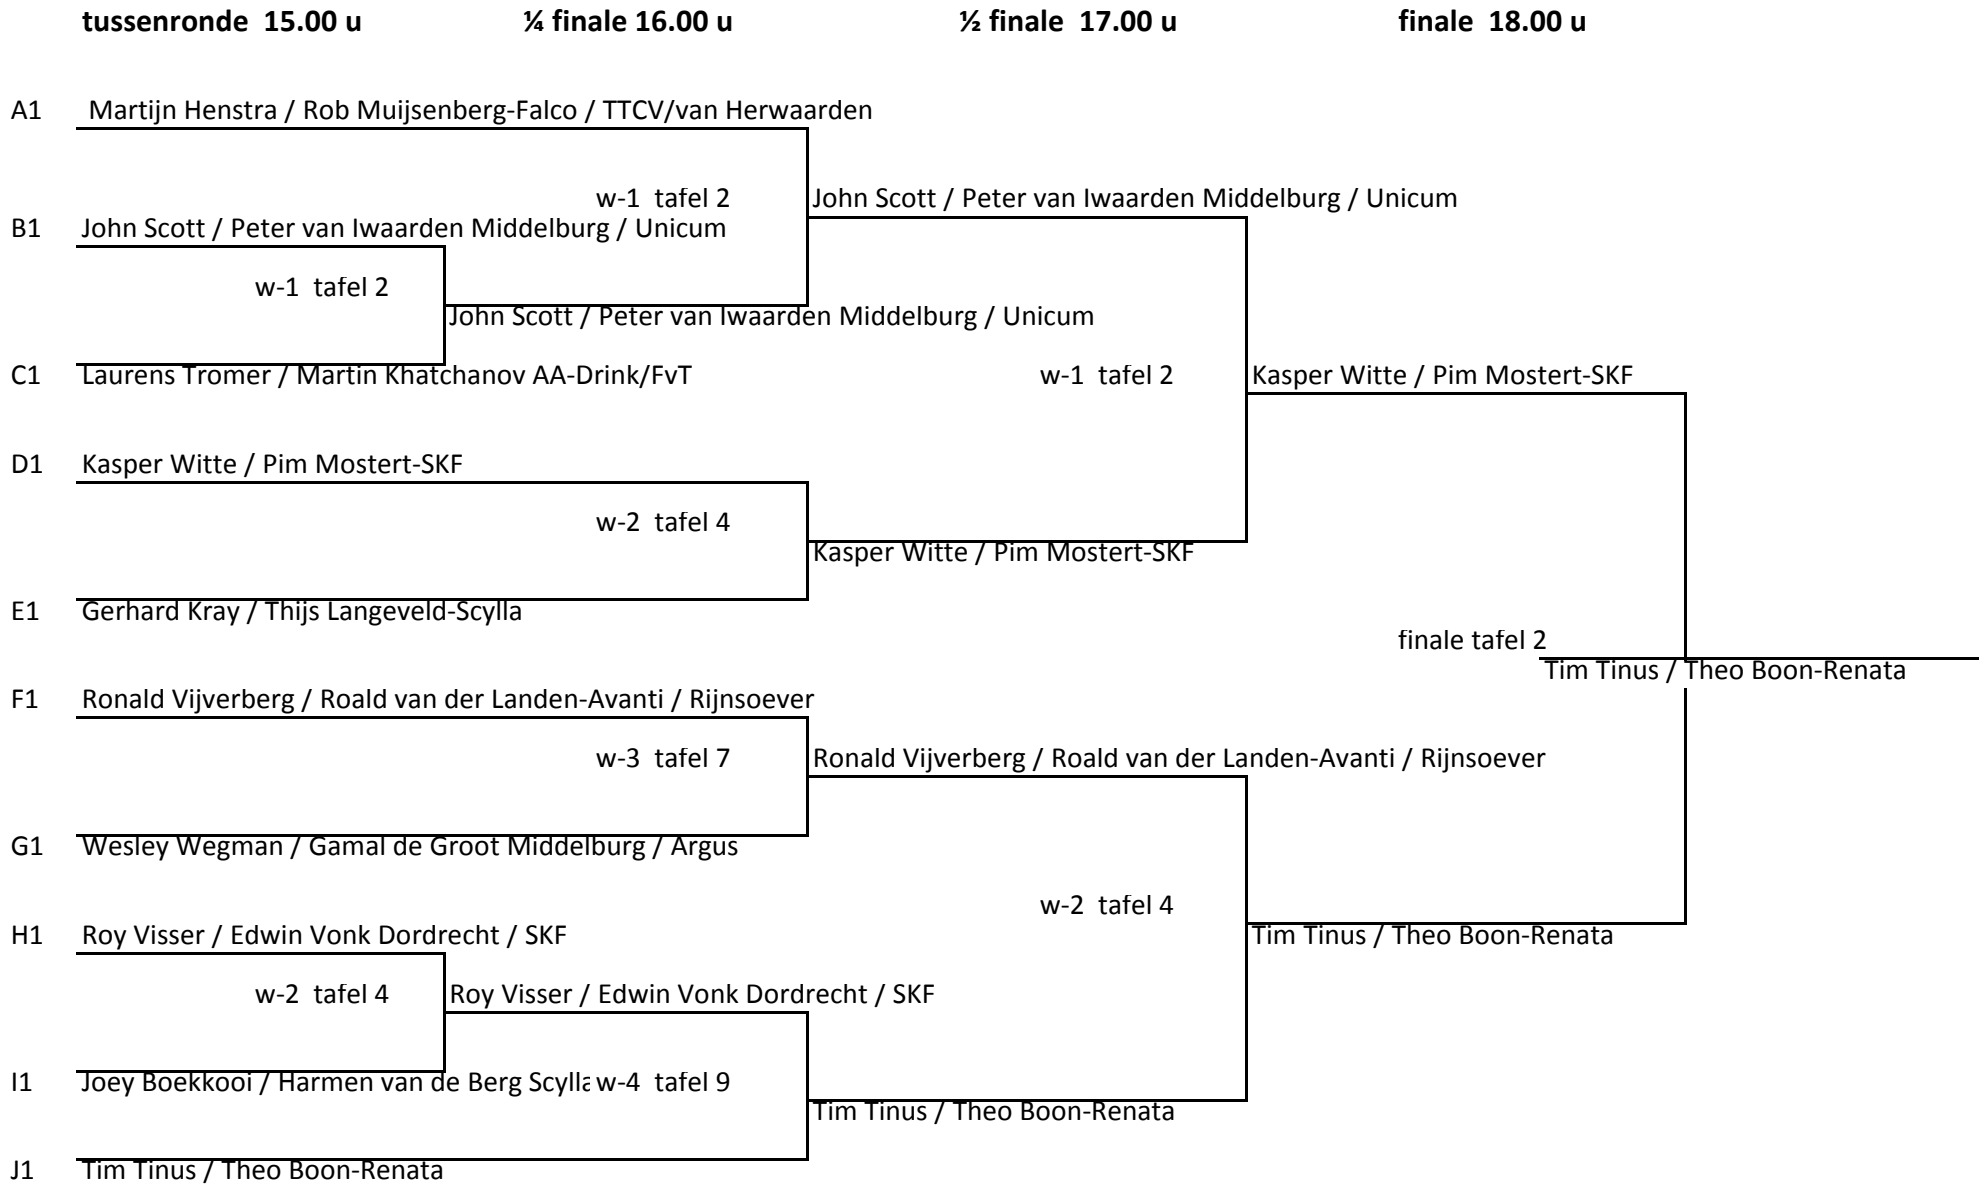 tussenronde 15.00 u ¼ finale 16.00 u ½ finale 17.00 u finale 18.00 u
A1 Martijn Henstra / Rob Muijsenberg-Falco / TTCV/van Herwaarden
w-1 tafel 2 John Scott / Peter van Iwaarden Middelburg / Unicum
B1 John Scott / Peter van Iwaarden Middelburg / Unicum
w-1 tafel 2
John Scott / Peter van Iwaarden Middelburg / Unicum
C1 Laurens Tromer / Martin Khatchanov AA-Drink/FvT w-1 tafel 2 Kasper Witte / Pim Mostert-SKF
D1 Kasper Witte / Pim Mostert-SKF
w-2 tafel 4
Kasper Witte / Pim Mostert-SKF
E1 Gerhard Kray / Thijs Langeveld-Scylla
finale tafel 2
Tim Tinus / Theo Boon-Renata
F1 Ronald Vijverberg / Roald van der Landen-Avanti / Rijnsoever
w-3 tafel 7 Ronald Vijverberg / Roald van der Landen-Avanti / Rijnsoever
G1 Wesley Wegman / Gamal de Groot Middelburg / Argus
w-2 tafel 4
H1 Roy Visser / Edwin Vonk Dordrecht / SKF Tim Tinus / Theo Boon-Renata
w-2 tafel 4 Roy Visser / Edwin Vonk Dordrecht / SKF
I1 Joey Boekkooi / Harmen van de Berg Scylla w-4 tafel 9
Tim Tinus / Theo Boon-Renata
J1 Tim Tinus / Theo Boon-Renata